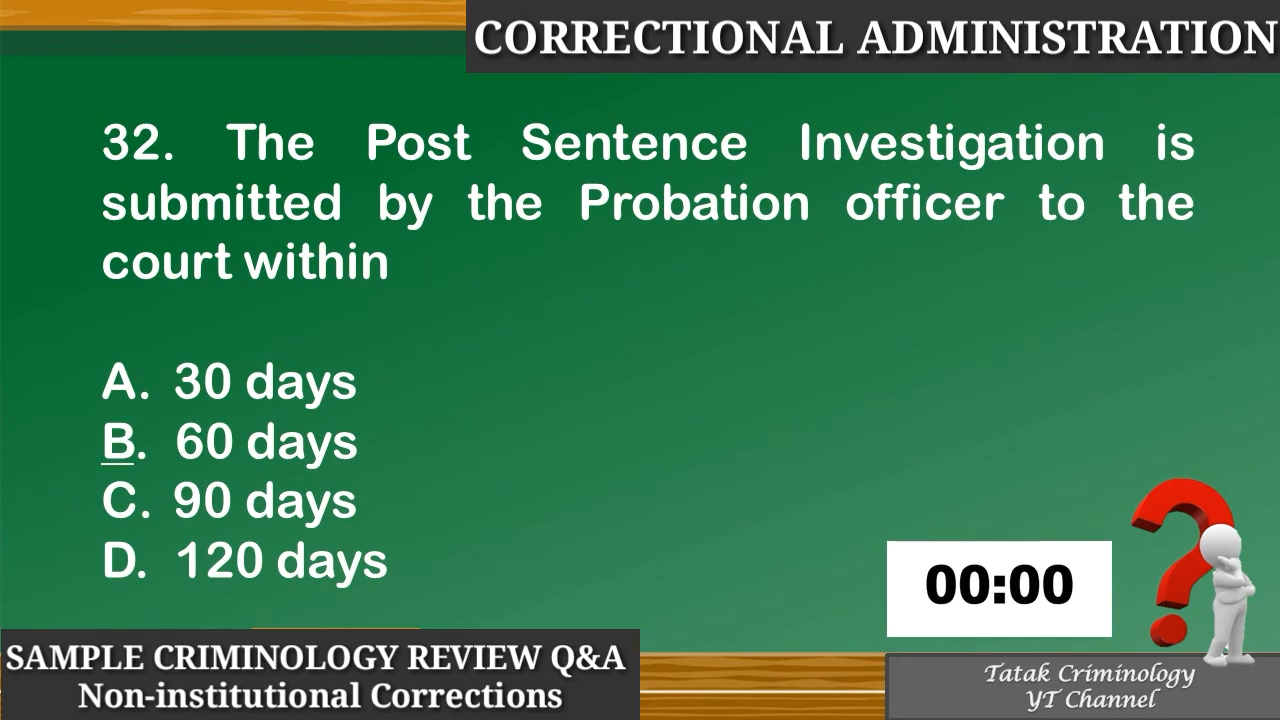 CORRECTIONAL ADMINISTRATION
32. The Post Sentence Investigation is
submitted by the Probation officer to the
court within
A. 30 days
B. 60 days
C. 90 days
D. 120 days
00:00
SAMPLE CRIMINOLOGY REVIEW Q&A
Non-institutional Corrections
Tatak Criminology
YT Channel